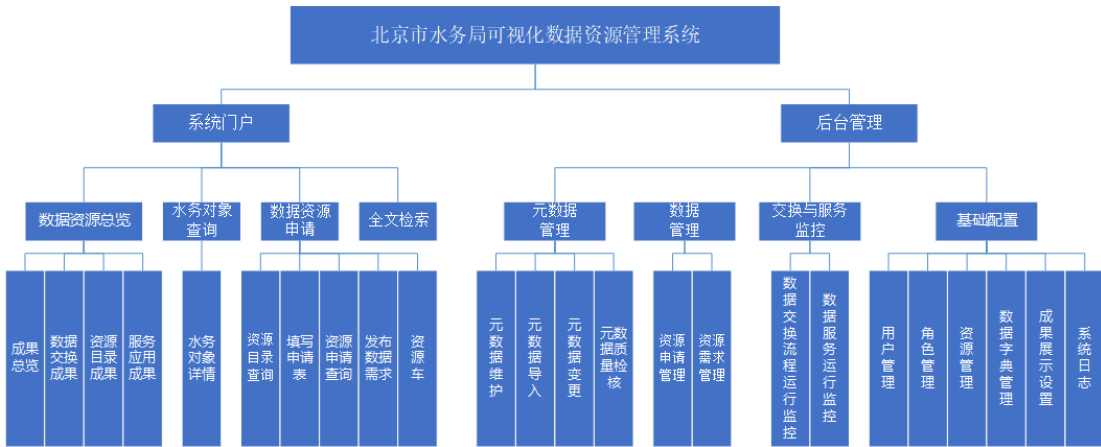 北京市水务局可视化数据资源管理系统
系统门户
后台管理
数据资源总览
水务对象
查询
数据资源
申请
全文检索
元数据
管理
数据
管理
交换与服务
监控
基础配置
成果
总览
数据
交换
成果
资源
目录
成果
服务
应用
成果
水务
对象
详情
资源
目录
查询
填写
申请
表
资源
申请
查询
发布
数据
需求
资源车
元数据维护
元数据导入
元数据变更
元数
据质
量检
核
资源
申请
管理
资源
需求
管理
数据交换流程运行监控
数据服务运行监控
用户管理
角色管理
资源管理
数据字典管理
成果展示设置
系统日志